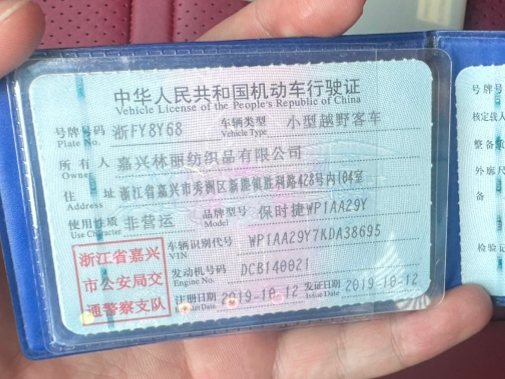 中华人民共和国机动车行驶证
Vehicle License of the People's Republic of China
号牌号码 浙FY8Y68 车辆类型 小型越野客车
Plate No. Vehicle Type
所有人 嘉兴林丽纺织品有限公司
Owner
住址 浙江省嘉兴市秀洲区新塍镇胜利路428号内104室
Address
使用性质 非营运 品牌型号 保时捷WP1AA29Y
Use Character Model
浙江省嘉兴
市公安局交
通警察支队
车辆识别代号 WP1AA29Y7KDA38695
VIN
发动机号码 DCB140021
Engine No.
注册日期 2019-10-12 发证日期 2019-10-12
Issue Date
号牌号
核定载人
整备
外廓尺
备
检验记